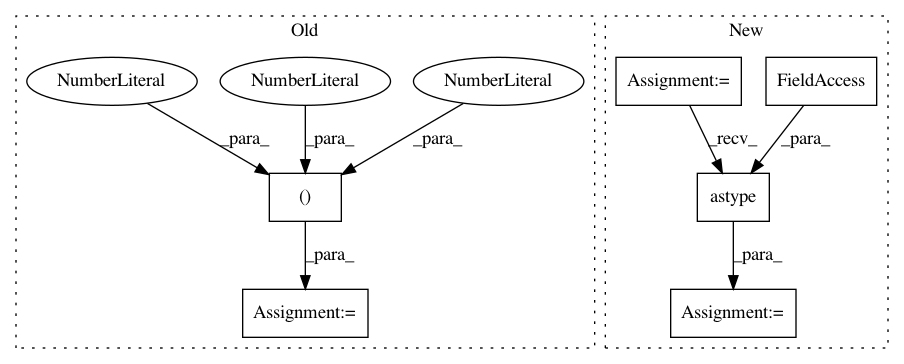 Old
New
NumberLiteral
NumberLiteral
NumberLiteral
Assignment:=
FieldAccess
_para_
_para_
_para_
_recv_
_para_
()
astype
_para_
_para_
Assignment:=
Assignment:=